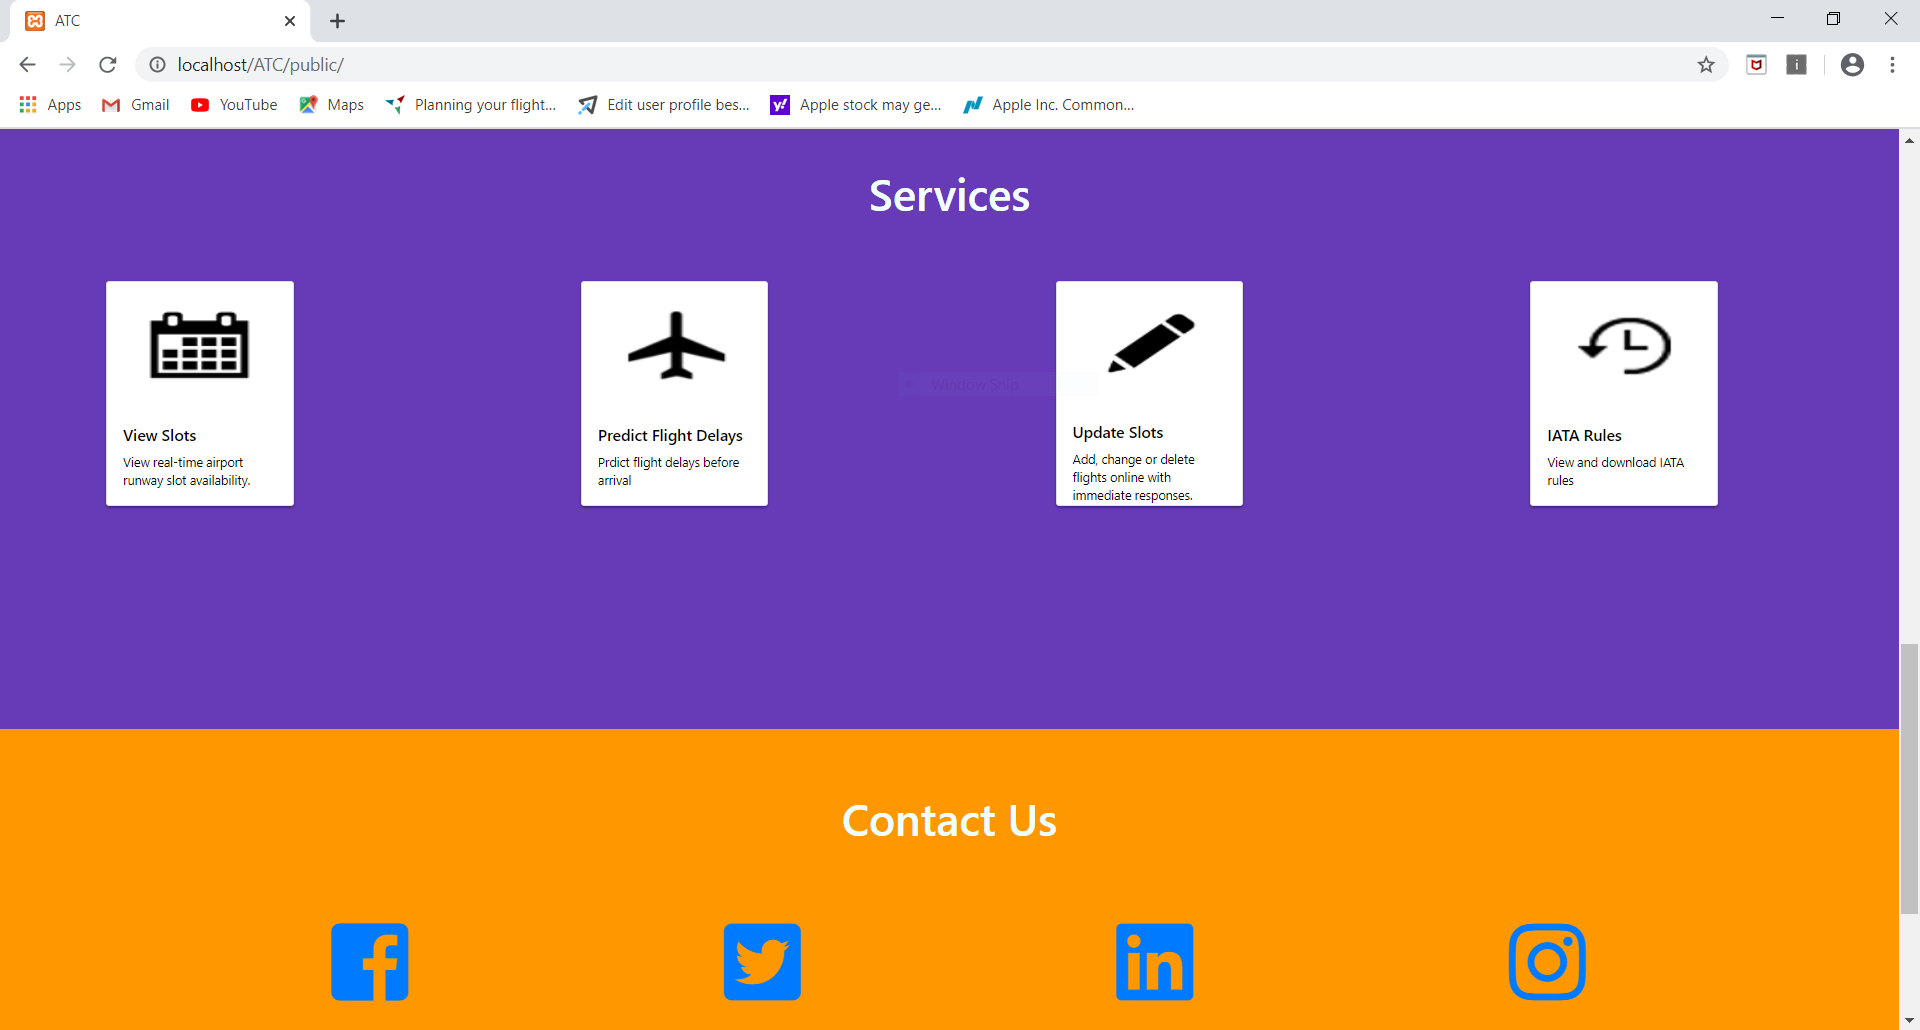 ATC
localhost/ATC/public/
Apps Gmail YouTube Maps Planning your flight... Edit user profile bes... Apple stock may ge... Apple Inc. Common...
Services
View Slots
View real-time airport
runway slot availability.
Predict Flight Delays
Prdict flight delays before
arrival
Update Slots
Add, change or delete
flights online with
immediate responses.
IATA Rules
View and download IATA
rules
Window Snip
Contact Us